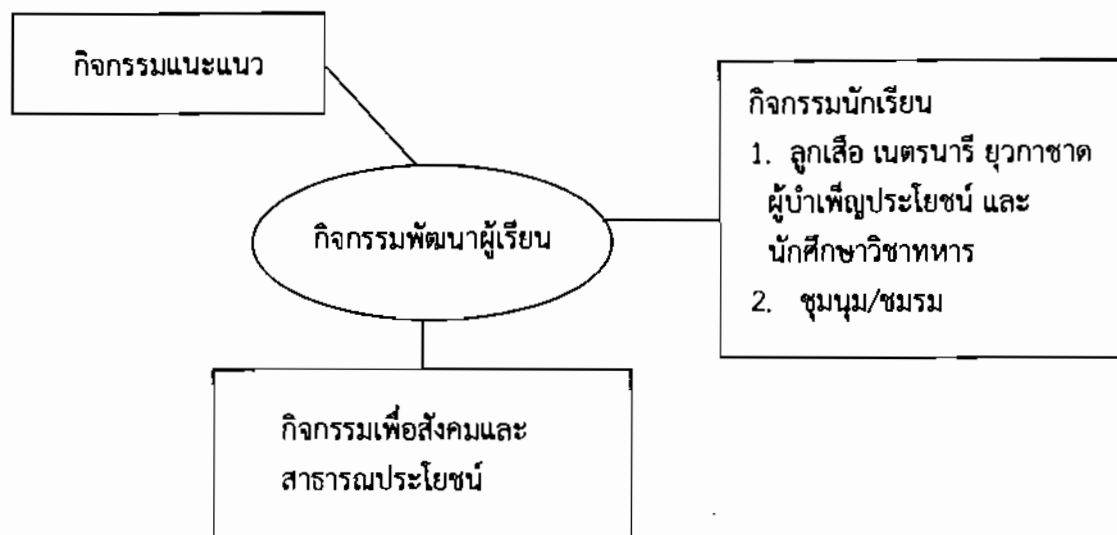 กิจกรรมแนะแนว
กิจกรรมนักเรียน
1. ลูกเสือ เนตรนารี ยุวกาชาด
ผู้บำเพ็ญประโยชน์ และ
นักศึกษาวิชาทหาร
2. ชุมนุม/ชมรม
กิจกรรมพัฒนาผู้เรียน
กิจกรรมเพื่อสังคมและ
สาธารณประโยชน์